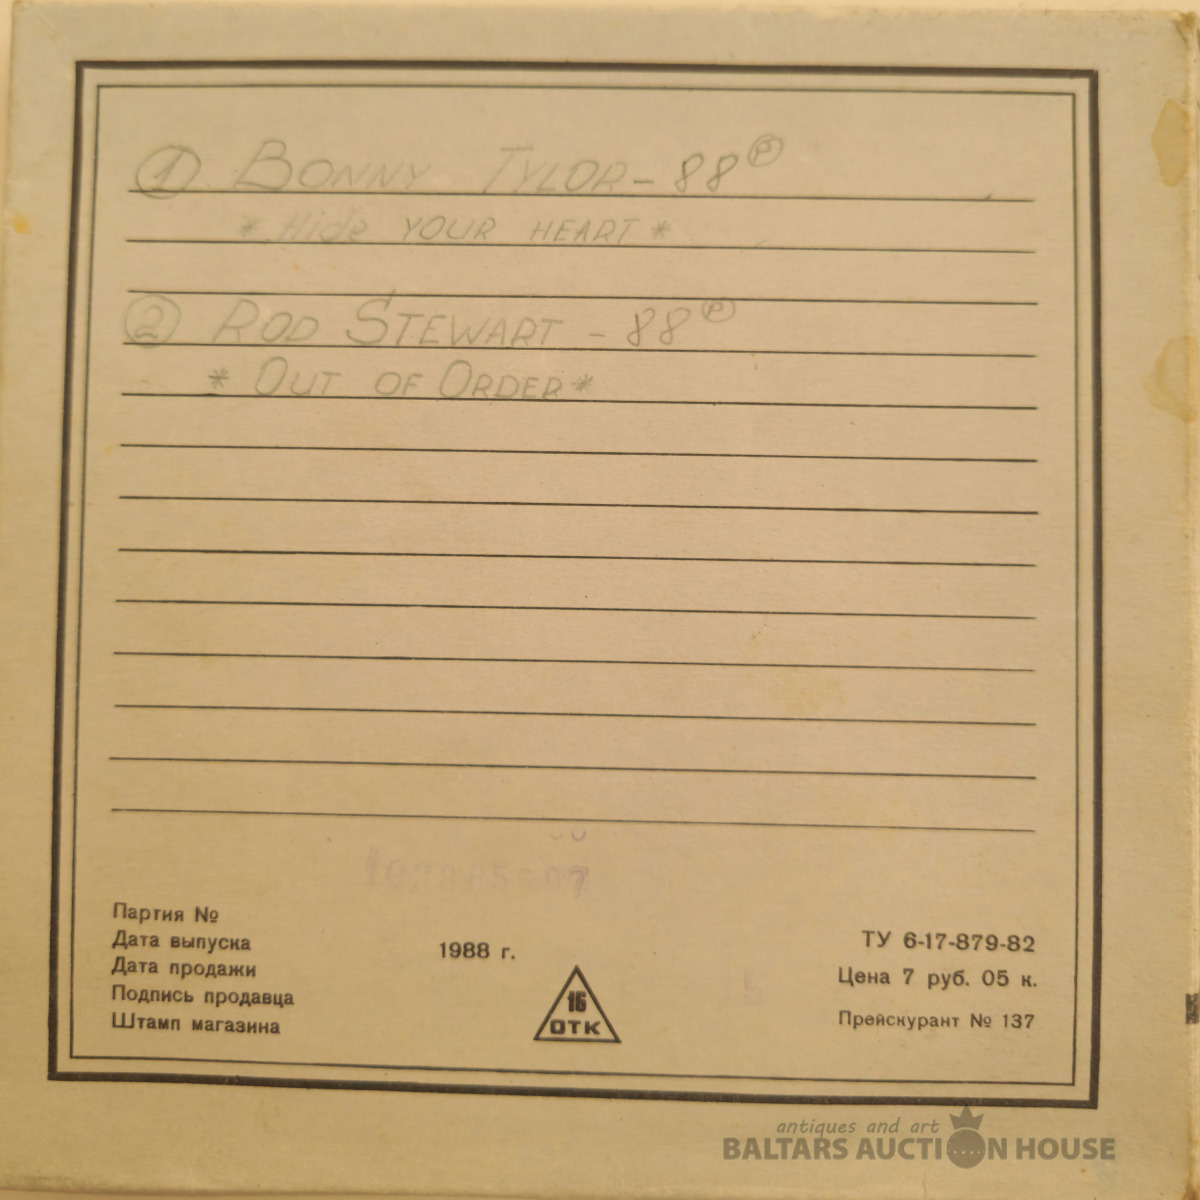 ① BONNY TYLOR - 88 Ⓟ
* Hide YOUR HEART *
② ROD STEWART - 88 Ⓟ
* OUT OF ORDER *
Партия №
Дата выпуска 1988 г.
Дата продажи
Подпись продавца
Штамп магазина
16
ОТК
ТУ 6-17-879-82
Цена 7 руб. 05 к.
Прейскурант № 137
antiques and art
BALTARS AUCTION HOUSE